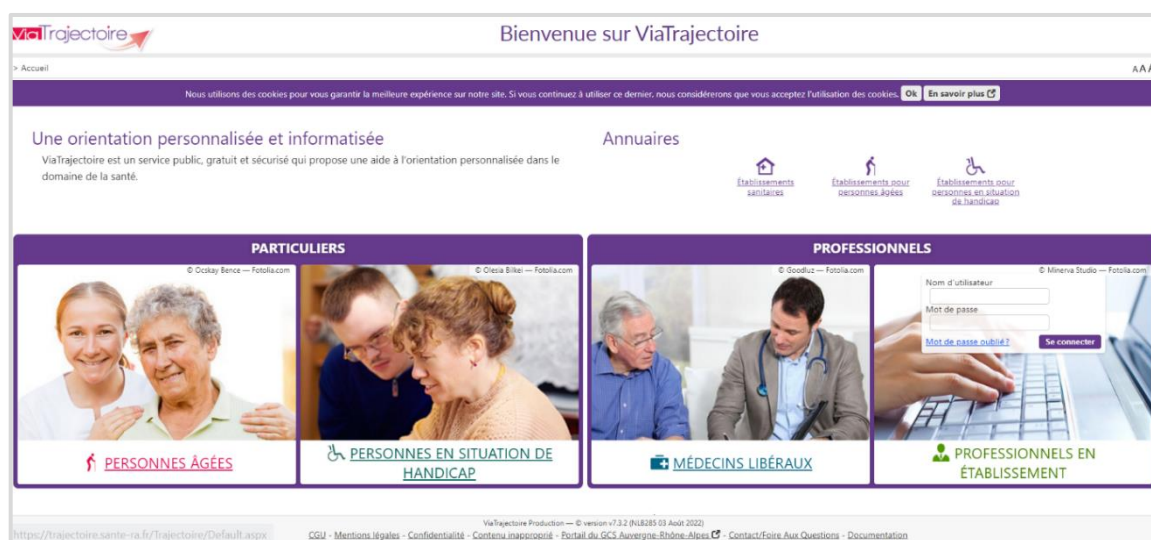 ViaTrajectoire
Bienvenue sur ViaTrajectoire
> Accueil
A A A
Nous utilisons des cookies pour vous garantir la meilleure expérience sur notre site. Si vous continuez à utiliser ce dernier, nous considérerons que vous acceptez l'utilisation des cookies. Ok En savoir plus
Une orientation personnalisée et informatisée
ViaTrajectoire est un service public, gratuit et sécurisé qui propose une aide à l'orientation personnalisée dans le
domaine de la santé.
Annuaires
Établissements
sanitaires
Établissements pour
personnes âgées
Établissements pour
personnes en situation
de handicap
PARTICULIERS
© Ocskay Bence — Fotolia.com
© Olesia Bilkei — Fotolia.com
PERSONNES ÂGÉES
PERSONNES EN SITUATION DE
HANDICAP
PROFESSIONNELS
© Goodluz — Fotolia.com
© Minerva Studio — Fotolia.com
Nom d'utilisateur
Mot de passe
Mot de passe oublié?
Se connecter
MÉDECINS LIBÉRAUX
PROFESSIONNELS EN
ÉTABLISSEMENT
ViaTrajectoire Production — © version v7.3.2 (NL8285 03 Août 2022)
https://trajectoire.sante-ra.fr/Trajectoire/Default.aspx
CGU - Mentions légales - Confidentialité - Contenu inapproprié - Portail du GCS Auvergne-Rhône-Alpes - Contact/Foire Aux Questions - Documentation